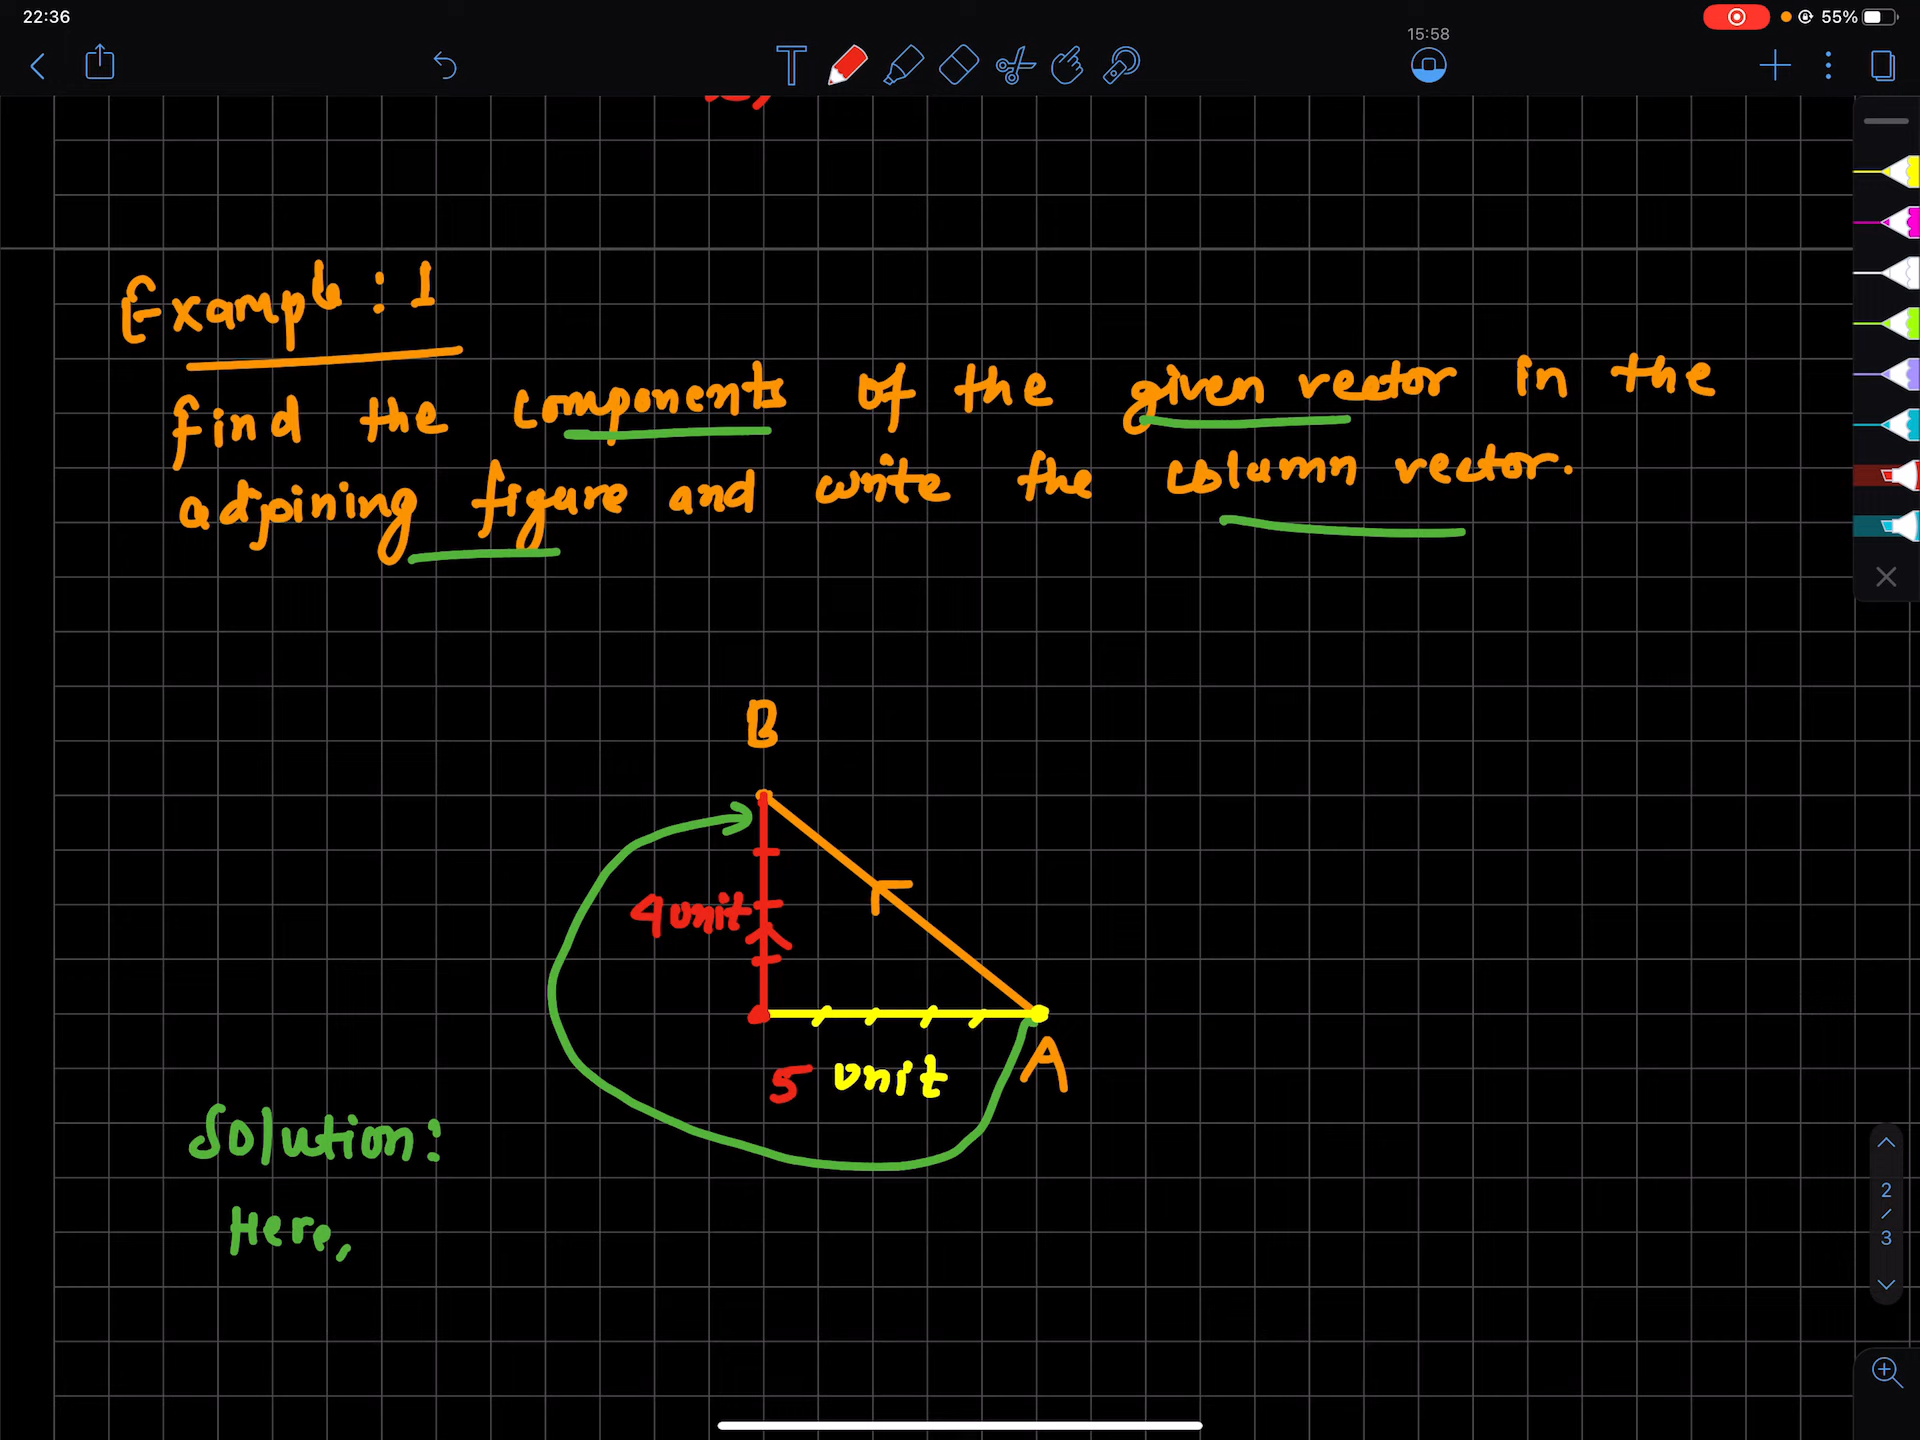 22:36
55%
15:58
Example: 1
find the components of the given vector in the
adjoining figure and write the column vector.
B
4 unit
5 unit
A
Solution:
Here,
2
/
3